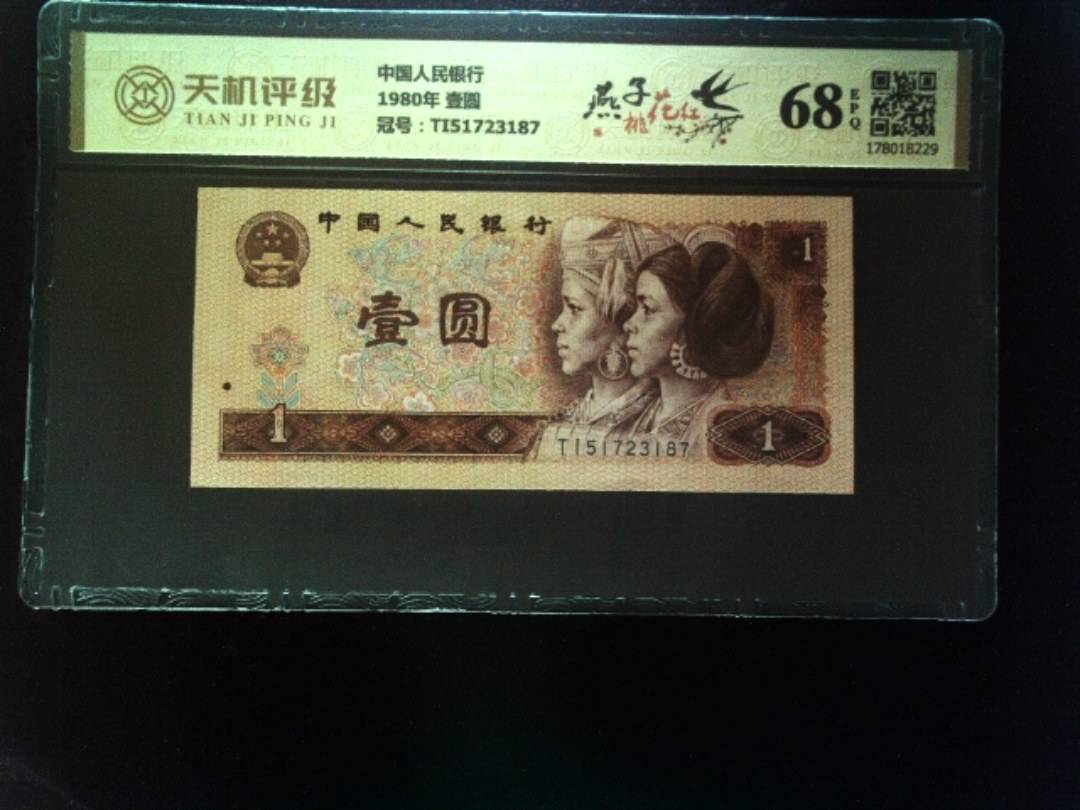 天机评级
TIAN JI PING JI
中国人民银行
1980年 壹圆
冠号：TI51723187
燕子
桃花红
68
EPQ
178018229
中国人民银行
1
壹圆
1
TI51723187
1